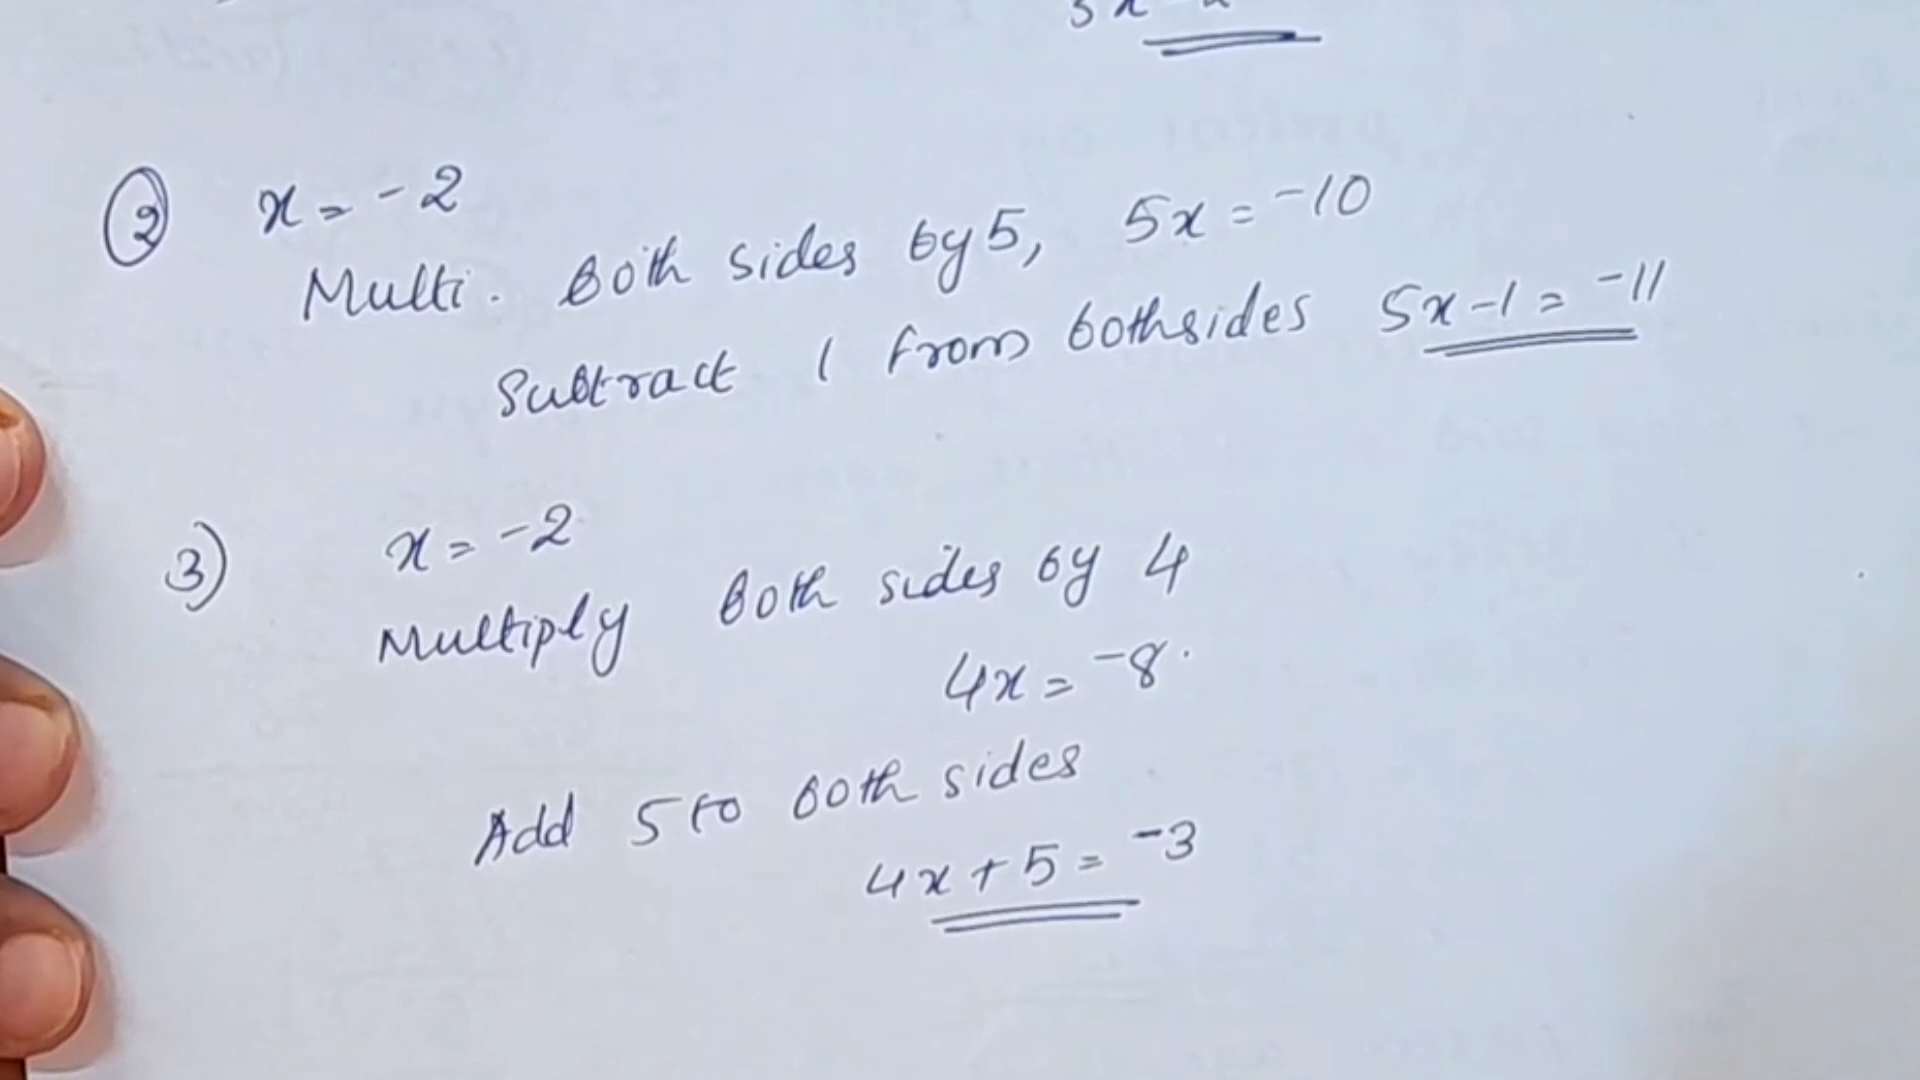 ② x = -2
Multi. Both sides by 5, 5x = -10
Subtract 1 from bothsides 5x-1 = -11
3) x = -2
Multiply Both sides by 4
4x = -8.
Add 5 to both sides
4x + 5 = -3